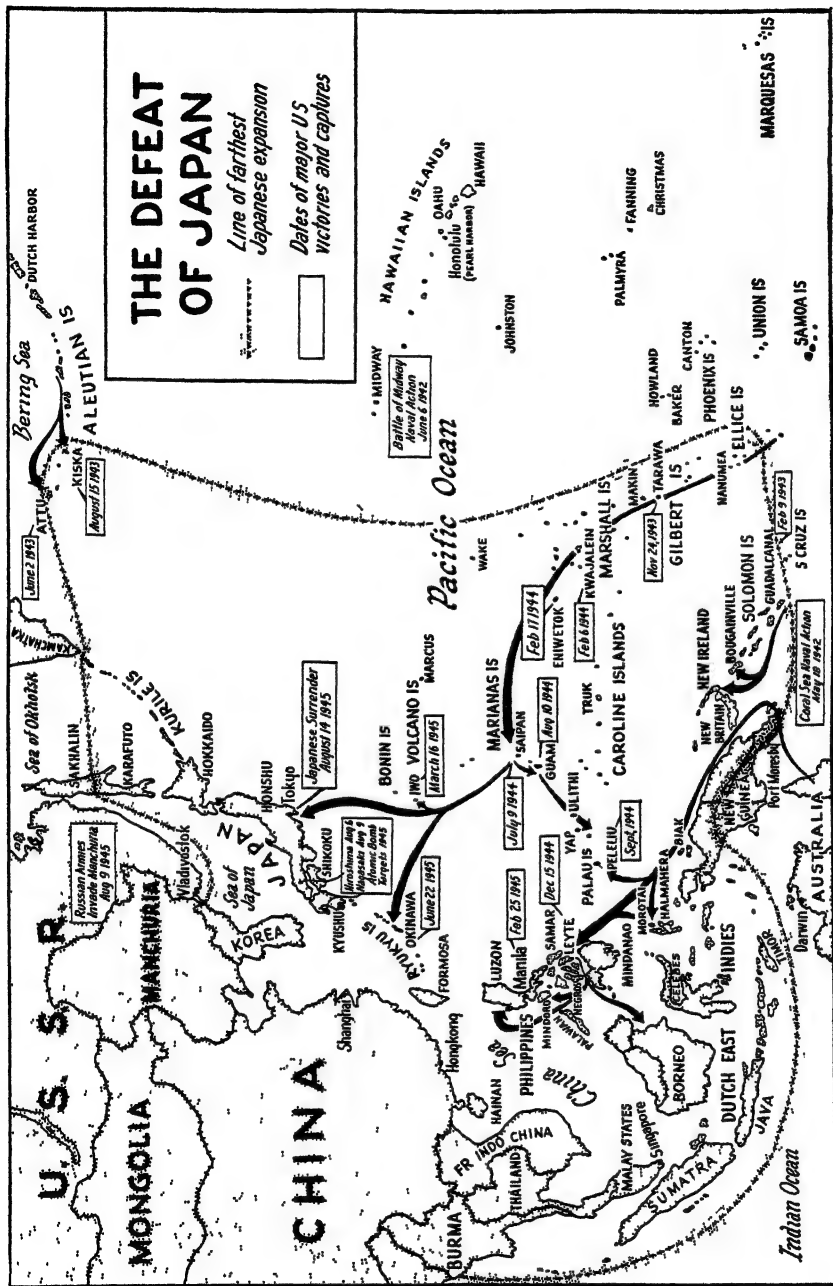 THE DEFEAT
OF JAPAN
Line of farthest
Japanese expansion
Dates of major US
victories and captures
U. S. S. R.
MONGOLIA
MANCHURIA
CHINA
Russian Armies
Invade Manchuria
Aug 9 1945
Vladivostok
KOREA
Sea of
Japan
Sea of Okhotsk
SAKHALIN
KARAFUTO
KAMCHATKA
KURILE IS
HOKKAIDO
JAPAN
HONSHU
Tokyo
SHIKOKU
KYUSHU
Hiroshima Aug 6
Nagasaki Aug 9
Atomic Bomb
Targets 1945
Japanese Surrender
August 14 1945
June 2 1943
ATTU
KISKA
August 15 1943
Bering Sea
ALEUTIAN IS
DUTCH HARBOR
Shanghai
Hongkong
FORMOSA
RYUKYU IS
OKINAWA
June 22 1945
BONIN IS
IWO VOLCANO IS
March 16 1945
MARCUS
Pacific Ocean
WAKE
MIDWAY
Battle of Midway
Naval Action
June 6 1942
HAWAIIAN ISLANDS
OAHU
Honolulu
(PEARL HARBOR)
HAWAII
JOHNSTON
PALMYRA
FANNING
CHRISTMAS
HAINAN
China Sea
BURMA
THAILAND
FR INDO CHINA
MALAY STATES
Singapore
PHILIPPINES
LUZON
Manila
Feb 25 1945
MINDORO
SAMAR
Dec 15 1944
LEYTE
NEGROS
PALAWAN
MINDANAO
MARIANAS IS
SAIPAN
July 9 1944
GUAM
Aug 10 1944
YAP
ULITHI
PALAU IS
PELELIU
Sept, 1944
TRUK
CAROLINE ISLANDS
Feb 17 1944
ENIWETOK
Feb 6 1944
KWAJALEIN
MARSHALL IS
MAKIN
TARAWA
Nov 24, 1943
GILBERT IS
NANUMEA
ELLICE IS
HOWLAND
BAKER
CANTON
PHOENIX IS
UNION IS
SAMOA IS
MARQUESAS IS
SUMATRA
BORNEO
CELEBES
DUTCH EAST INDIES
JAVA
TIMOR
MOROTAI
HALMAHERA
BIAK
NEW
GUINEA
Port Moresby
NEW
BRITAIN
NEW IRELAND
BOUGAINVILLE
SOLOMON IS
GUADALCANAL
Feb 9 1943
S CRUZ IS
Coral Sea Naval Action
May 10 1942
Darwin
AUSTRALIA
Indian Ocean